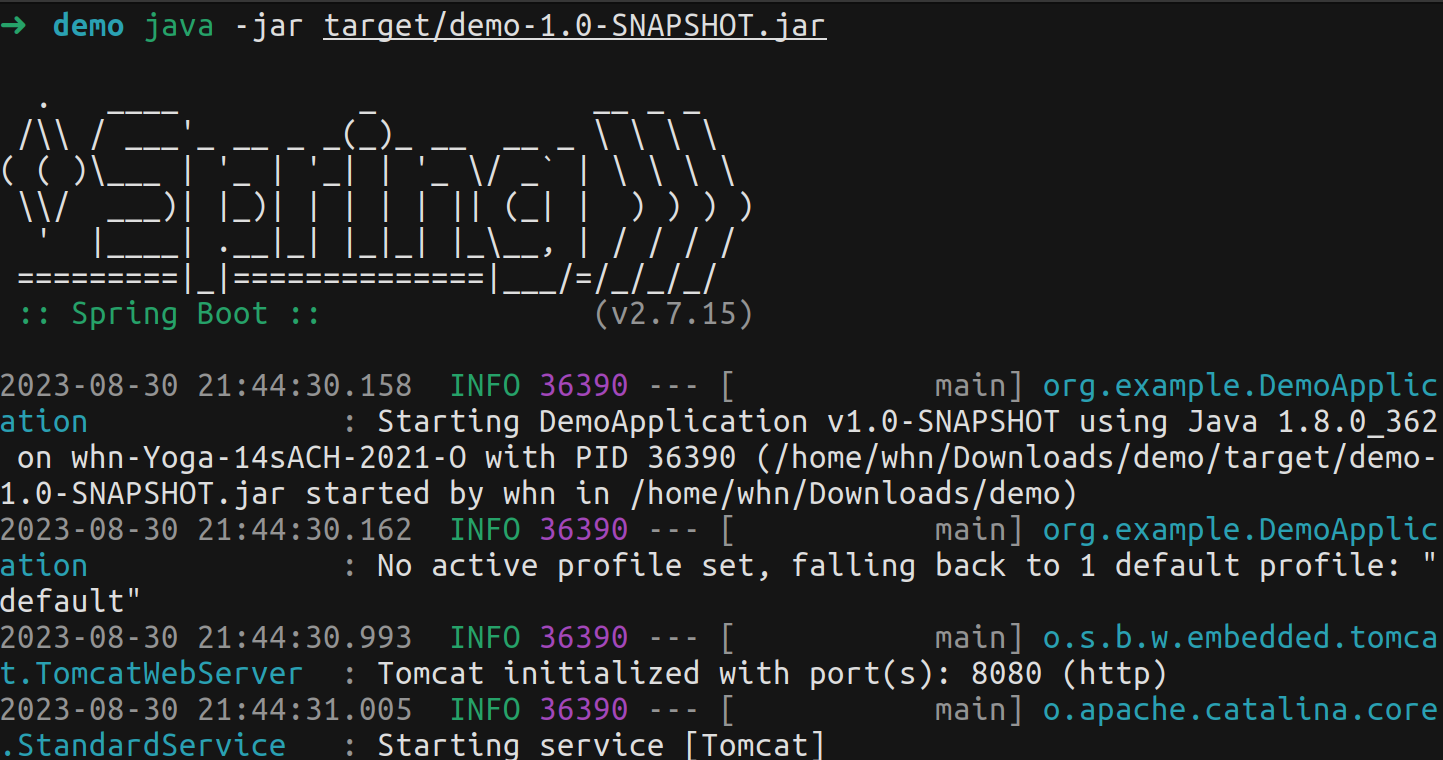 ➜  demo java -jar target/demo-1.0-SNAPSHOT.jar

  .   ____          _            __ _ _
 /\\ / ___'_ __ _ _(_)_ __  __ _ \ \ \ \
( ( )\___ | '_ | '_| | '_ \/ _` | \ \ \ \
 \\/  ___)| |_)| | | | | || (_| |  ) ) ) )
  '  |____| .__|_| |_|_| |_\__, | / / / /
 =========|_|==============|___/=/_/_/_/
 :: Spring Boot ::               (v2.7.15)

2023-08-30 21:44:30.158  INFO 36390 --- [           main] org.example.DemoApplic
ation              : Starting DemoApplication v1.0-SNAPSHOT using Java 1.8.0_362
 on whn-Yoga-14sACH-2021-O with PID 36390 (/home/whn/Downloads/demo/target/demo-
1.0-SNAPSHOT.jar started by whn in /home/whn/Downloads/demo)
2023-08-30 21:44:30.162  INFO 36390 --- [           main] org.example.DemoApplic
ation              : No active profile set, falling back to 1 default profile: "
default"
2023-08-30 21:44:30.993  INFO 36390 --- [           main] o.s.b.w.embedded.tomca
t.TomcatWebServer  : Tomcat initialized with port(s): 8080 (http)
2023-08-30 21:44:31.005  INFO 36390 --- [           main] o.apache.catalina.core
.StandardService   : Starting service [Tomcat]